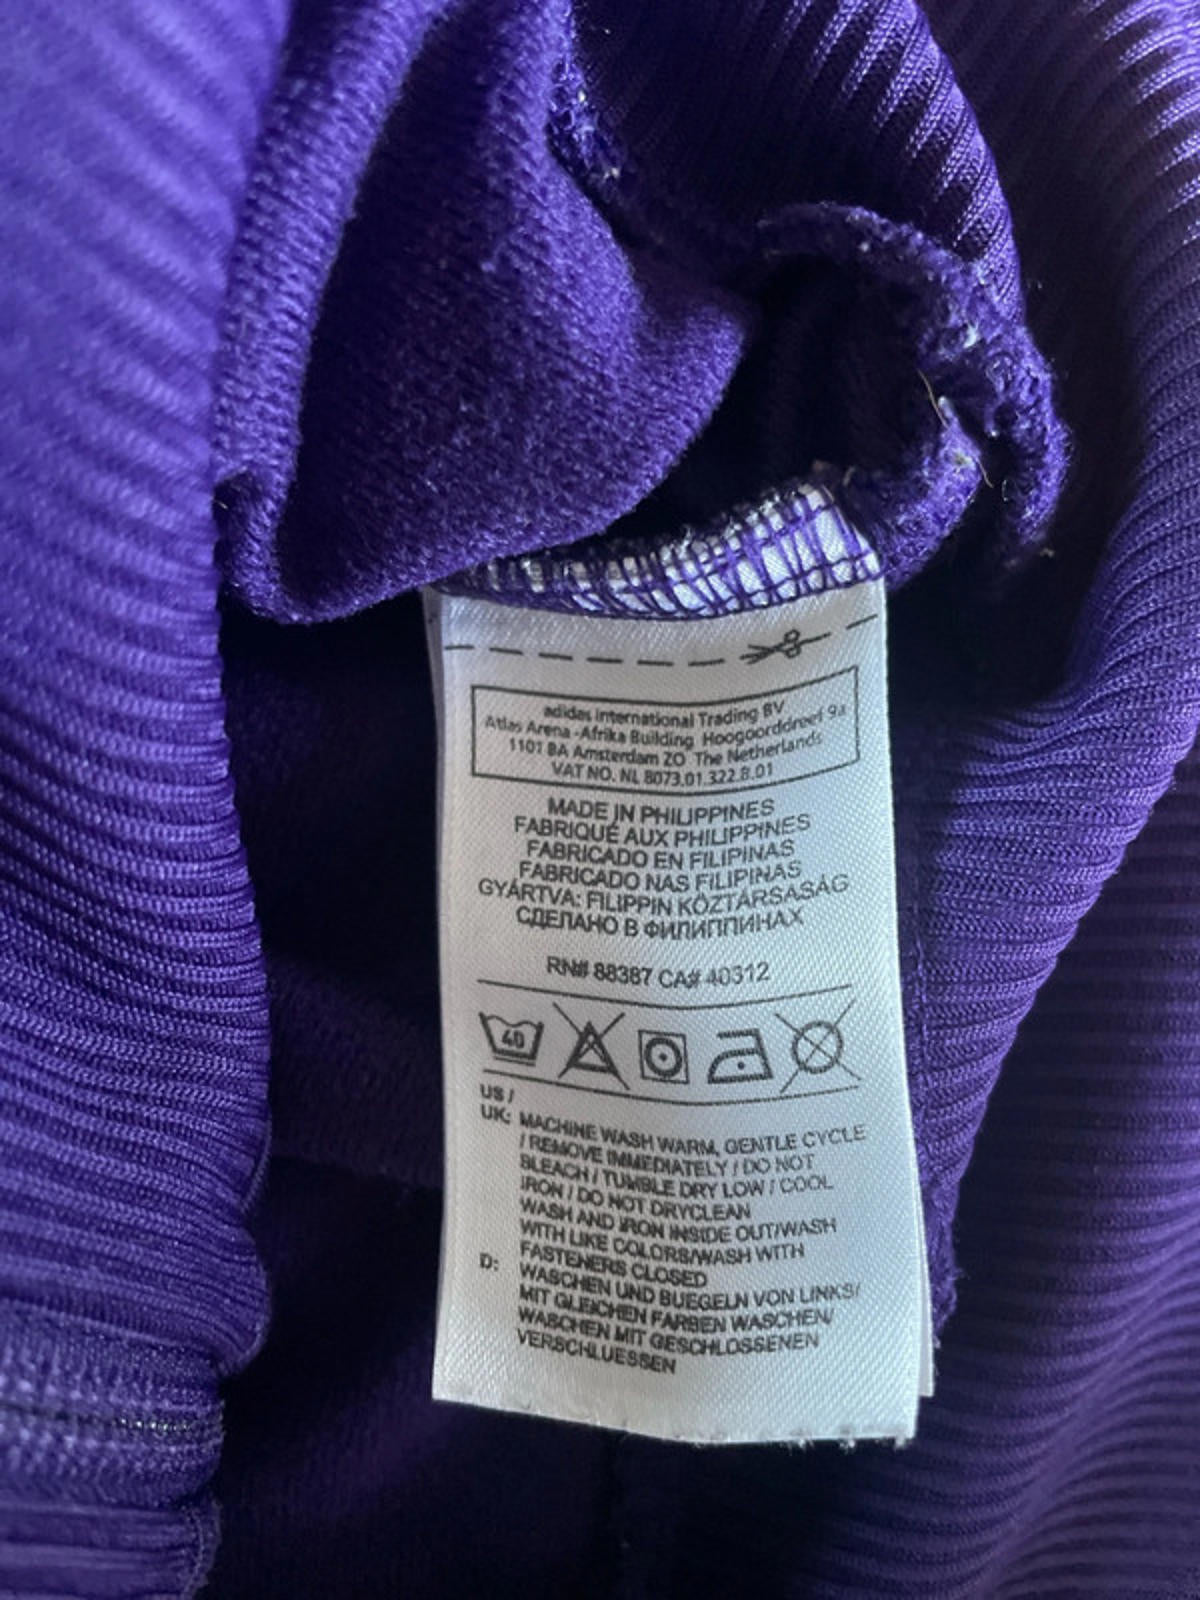 adidas International Trading BV
Atlas Arena -Afrika Building Hoogoorddreef 9a
1101 BA Amsterdam ZO The Netherlands
VAT NO. NL 8073.01.322.B.01
MADE IN PHILIPPINES
FABRIQUÉ AUX PHILIPPINES
FABRICADO EN FILIPINAS
FABRICADO NAS FILIPINAS
GYÁRTVA: FILIPPIN KÖZTÁRSASÁG
СДЕЛАНО В ФИЛИППИНАХ
RN# 88387 CA# 40312
40
US /
UK: MACHINE WASH WARM, GENTLE CYCLE
/ REMOVE IMMEDIATELY / DO NOT
BLEACH / TUMBLE DRY LOW / COOL
IRON / DO NOT DRYCLEAN
WASH AND IRON INSIDE OUT/WASH
WITH LIKE COLORS/WASH WITH
FASTENERS CLOSED
D: WASCHEN UND BUEGELN VON LINKS/
MIT GLEICHEN FARBEN WASCHEN/
WASCHEN MIT GESCHLOSSENEN
VERSCHLUESSEN